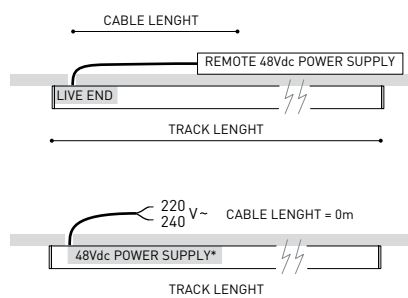 CABLE LENGHT
REMOTE 48Vdc POWER SUPPLY
LIVE END
TRACK LENGHT
220
240 V~
CABLE LENGHT = 0m
48Vdc POWER SUPPLY*
TRACK LENGHT